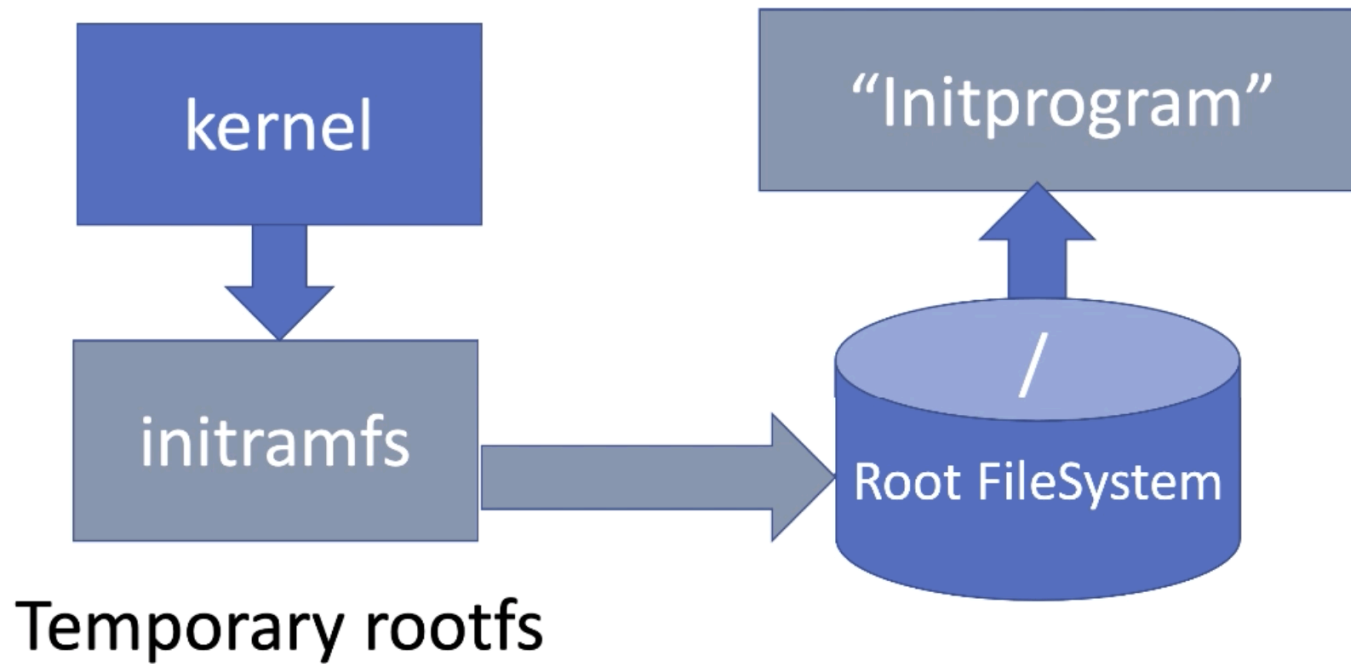 kernel
“Initprogram”
initramfs
/
Root FileSystem
Temporary rootfs